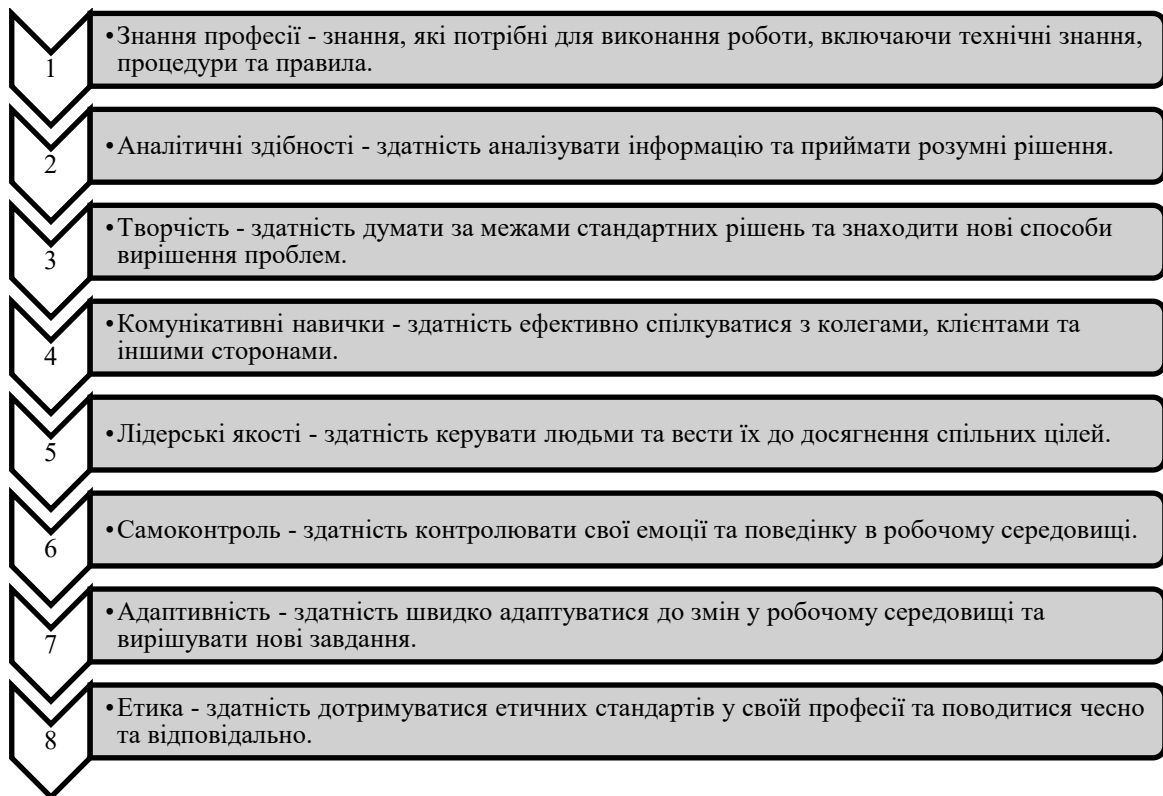 1
•Знання професії - знання, які потрібні для виконання роботи, включаючи технічні знання,
процедури та правила.
2
•Аналітичні здібності - здатність аналізувати інформацію та приймати розумні рішення.
3
•Творчість - здатність думати за межами стандартних рішень та знаходити нові способи
вирішення проблем.
4
•Комунікативні навички - здатність ефективно спілкуватися з колегами, клієнтами та
іншими сторонами.
5
•Лідерські якості - здатність керувати людьми та вести їх до досягнення спільних цілей.
6
•Самоконтроль - здатність контролювати свої емоції та поведінку в робочому середовищі.
7
•Адаптивність - здатність швидко адаптуватися до змін у робочому середовищі та
вирішувати нові завдання.
8
•Етика - здатність дотримуватися етичних стандартів у своїй професії та поводитися чесно
та відповідально.